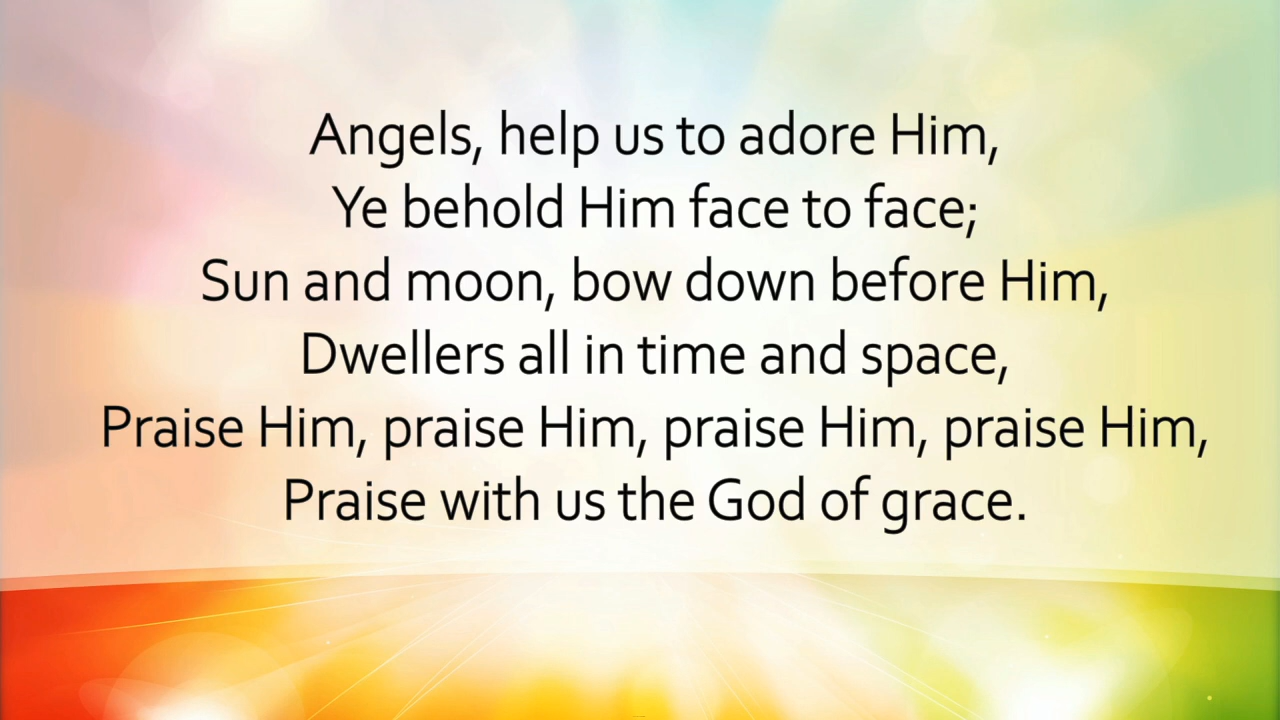 Angels, help us to adore Him,
Ye behold Him face to face;
Sun and moon, bow down before Him,
Dwellers all in time and space,
Praise Him, praise Him, praise Him, praise Him,
Praise with us the God of grace.